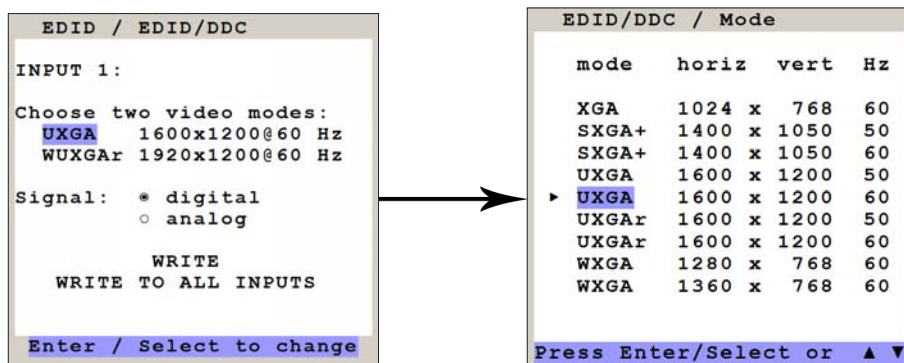 EDID / EDID/DDC
INPUT 1:
Choose two video modes:
UXGA 1600x1200@60 Hz
WUXGAr 1920x1200@60 Hz
Signal: digital
analog
WRITE
WRITE TO ALL INPUTS
Enter / Select to change
EDID/DDC / Mode
mode horiz vert Hz
XGA 1024 x 768 60
SXGA+ 1400 x 1050 50
SXGA+ 1400 x 1050 60
UXGA 1600 x 1200 50
UXGA 1600 x 1200 60
UXGAr 1600 x 1200 50
UXGAr 1600 x 1200 60
WXGA 1280 x 768 60
WXGA 1360 x 768 60
Press Enter/Select or ▲ ▼